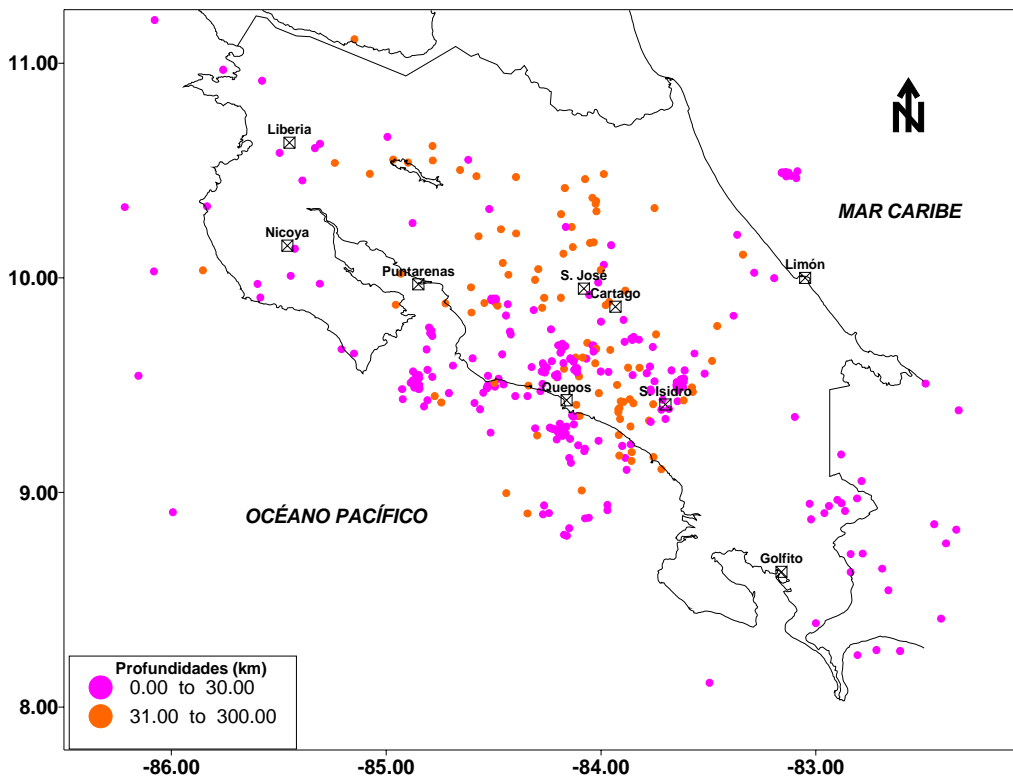 11.00
N
Liberia
MAR CARIBE
Nicoya
10.00
Puntarenas
S. José
Limón
Cartago
Quepos
S. Isidro
9.00
OCÉANO PACÍFICO
Golfito
Profundidades (km)
0.00 to 30.00
31.00 to 300.00
8.00
-86.00 -85.00 -84.00 -83.00